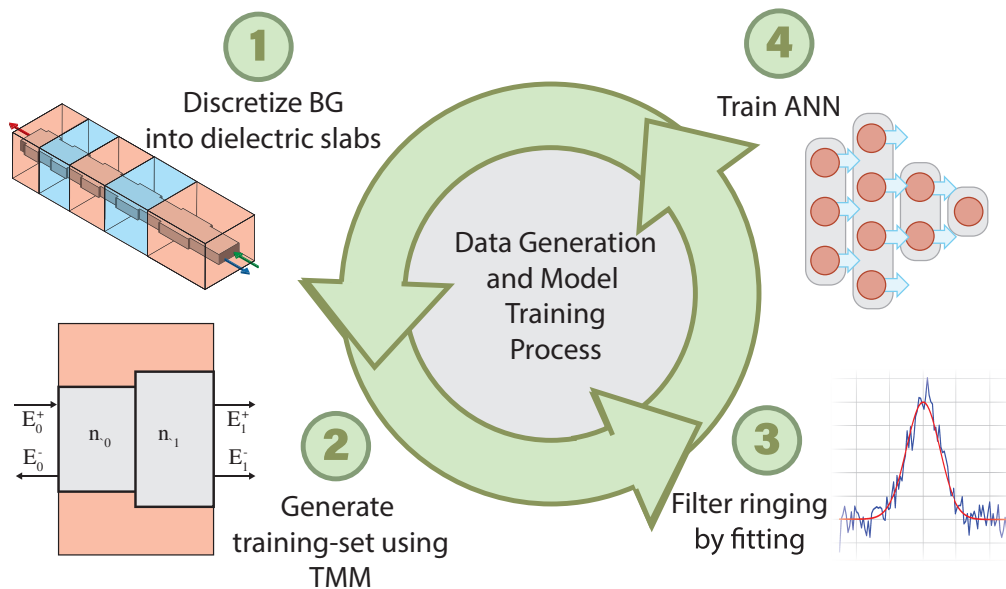 1
Discretize BG
into dielectric slabs
4
Train ANN
Data Generation
and Model
Training
Process
E₀⁺
E₀⁻
n`₀
n`₁
E₁⁺
E₁⁻
2
Generate
training-set using
TMM
3
Filter ringing
by fitting